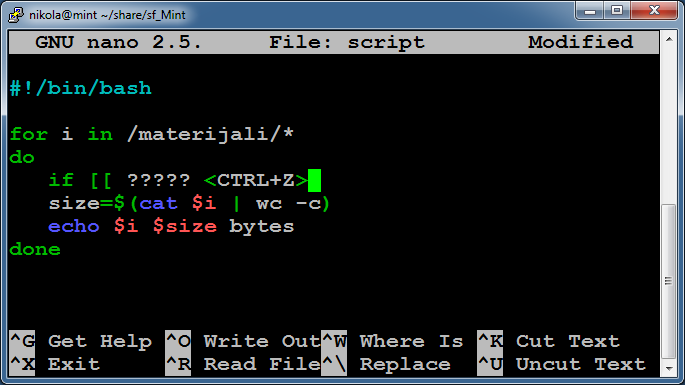 nikola@mint ~/share/sf_Mint
GNU nano 2.5. File: script Modified
#!/bin/bash
for i in /materijali/*
do
if [[ ????? <CTRL+Z>
size=$(cat $i | wc -c)
echo $i $size bytes
done
^G Get Help ^O Write Out ^W Where Is ^K Cut Text
^X Exit ^R Read File ^\ Replace ^U Uncut Text